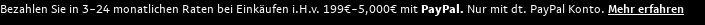 Bezahlen Sie in 3–24 monatlichen Raten bei Einkäufen i.H.v. 199€–5,000€ mit PayPal. Nur mit dt. PayPal Konto. Mehr erfahren